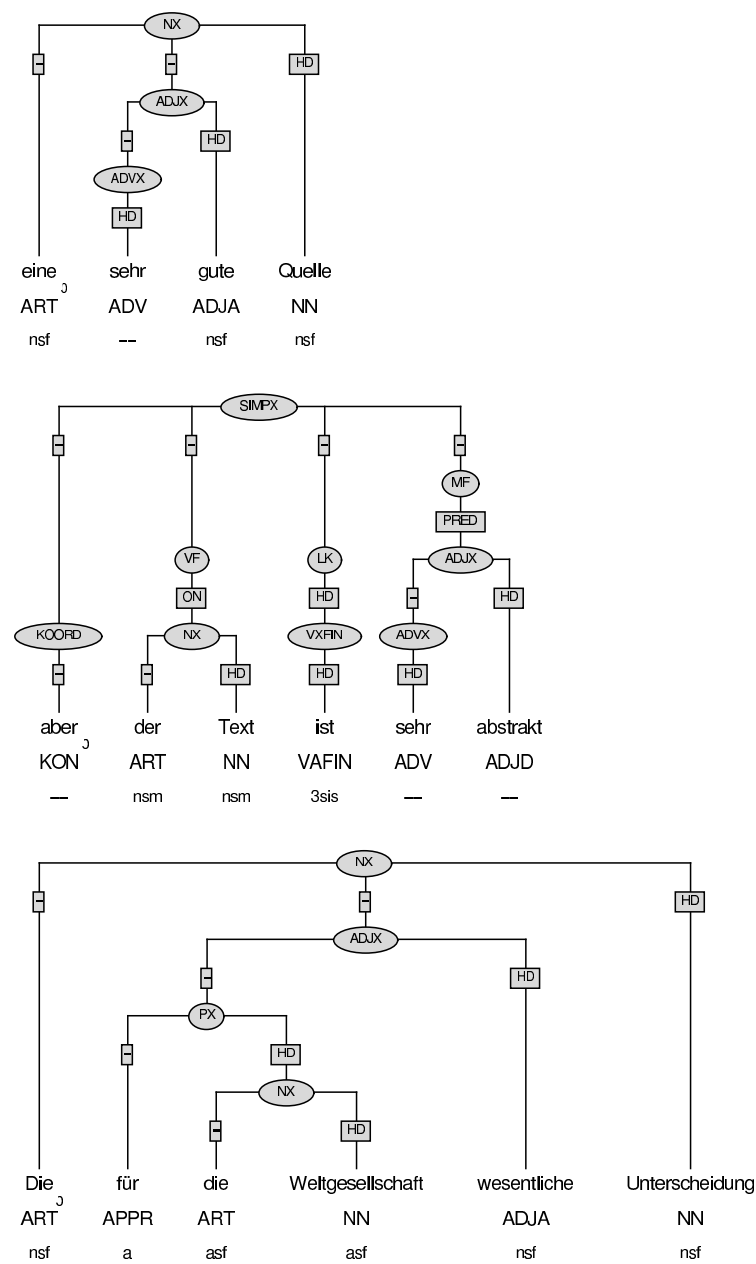 NX
– – HD
ADJX
– HD
ADVX
HD
eine sehr gute Quelle
0
ART ADV ADJA NN
nsf –– nsf nsf
SIMPX
– – – –
MF
PRED
VF LK ADJX
ON HD – HD
KOORD NX VXFIN ADVX
– – HD HD HD
aber der Text ist sehr abstrakt
0
KON ART NN VAFIN ADV ADJD
–– nsm nsm 3sis –– ––
NX
– – HD
ADJX
– HD
PX
– HD
NX
– HD
Die für die Weltgesellschaft wesentliche Unterscheidung
0
ART APPR ART NN ADJA NN
nsf a asf asf nsf nsf